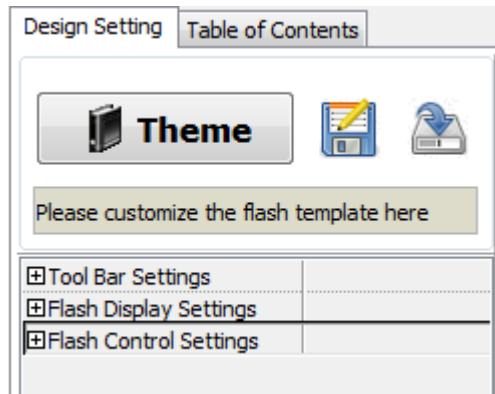 Design Setting
Table of Contents
Theme
Please customize the flash template here
Tool Bar Settings
Flash Display Settings
Flash Control Settings